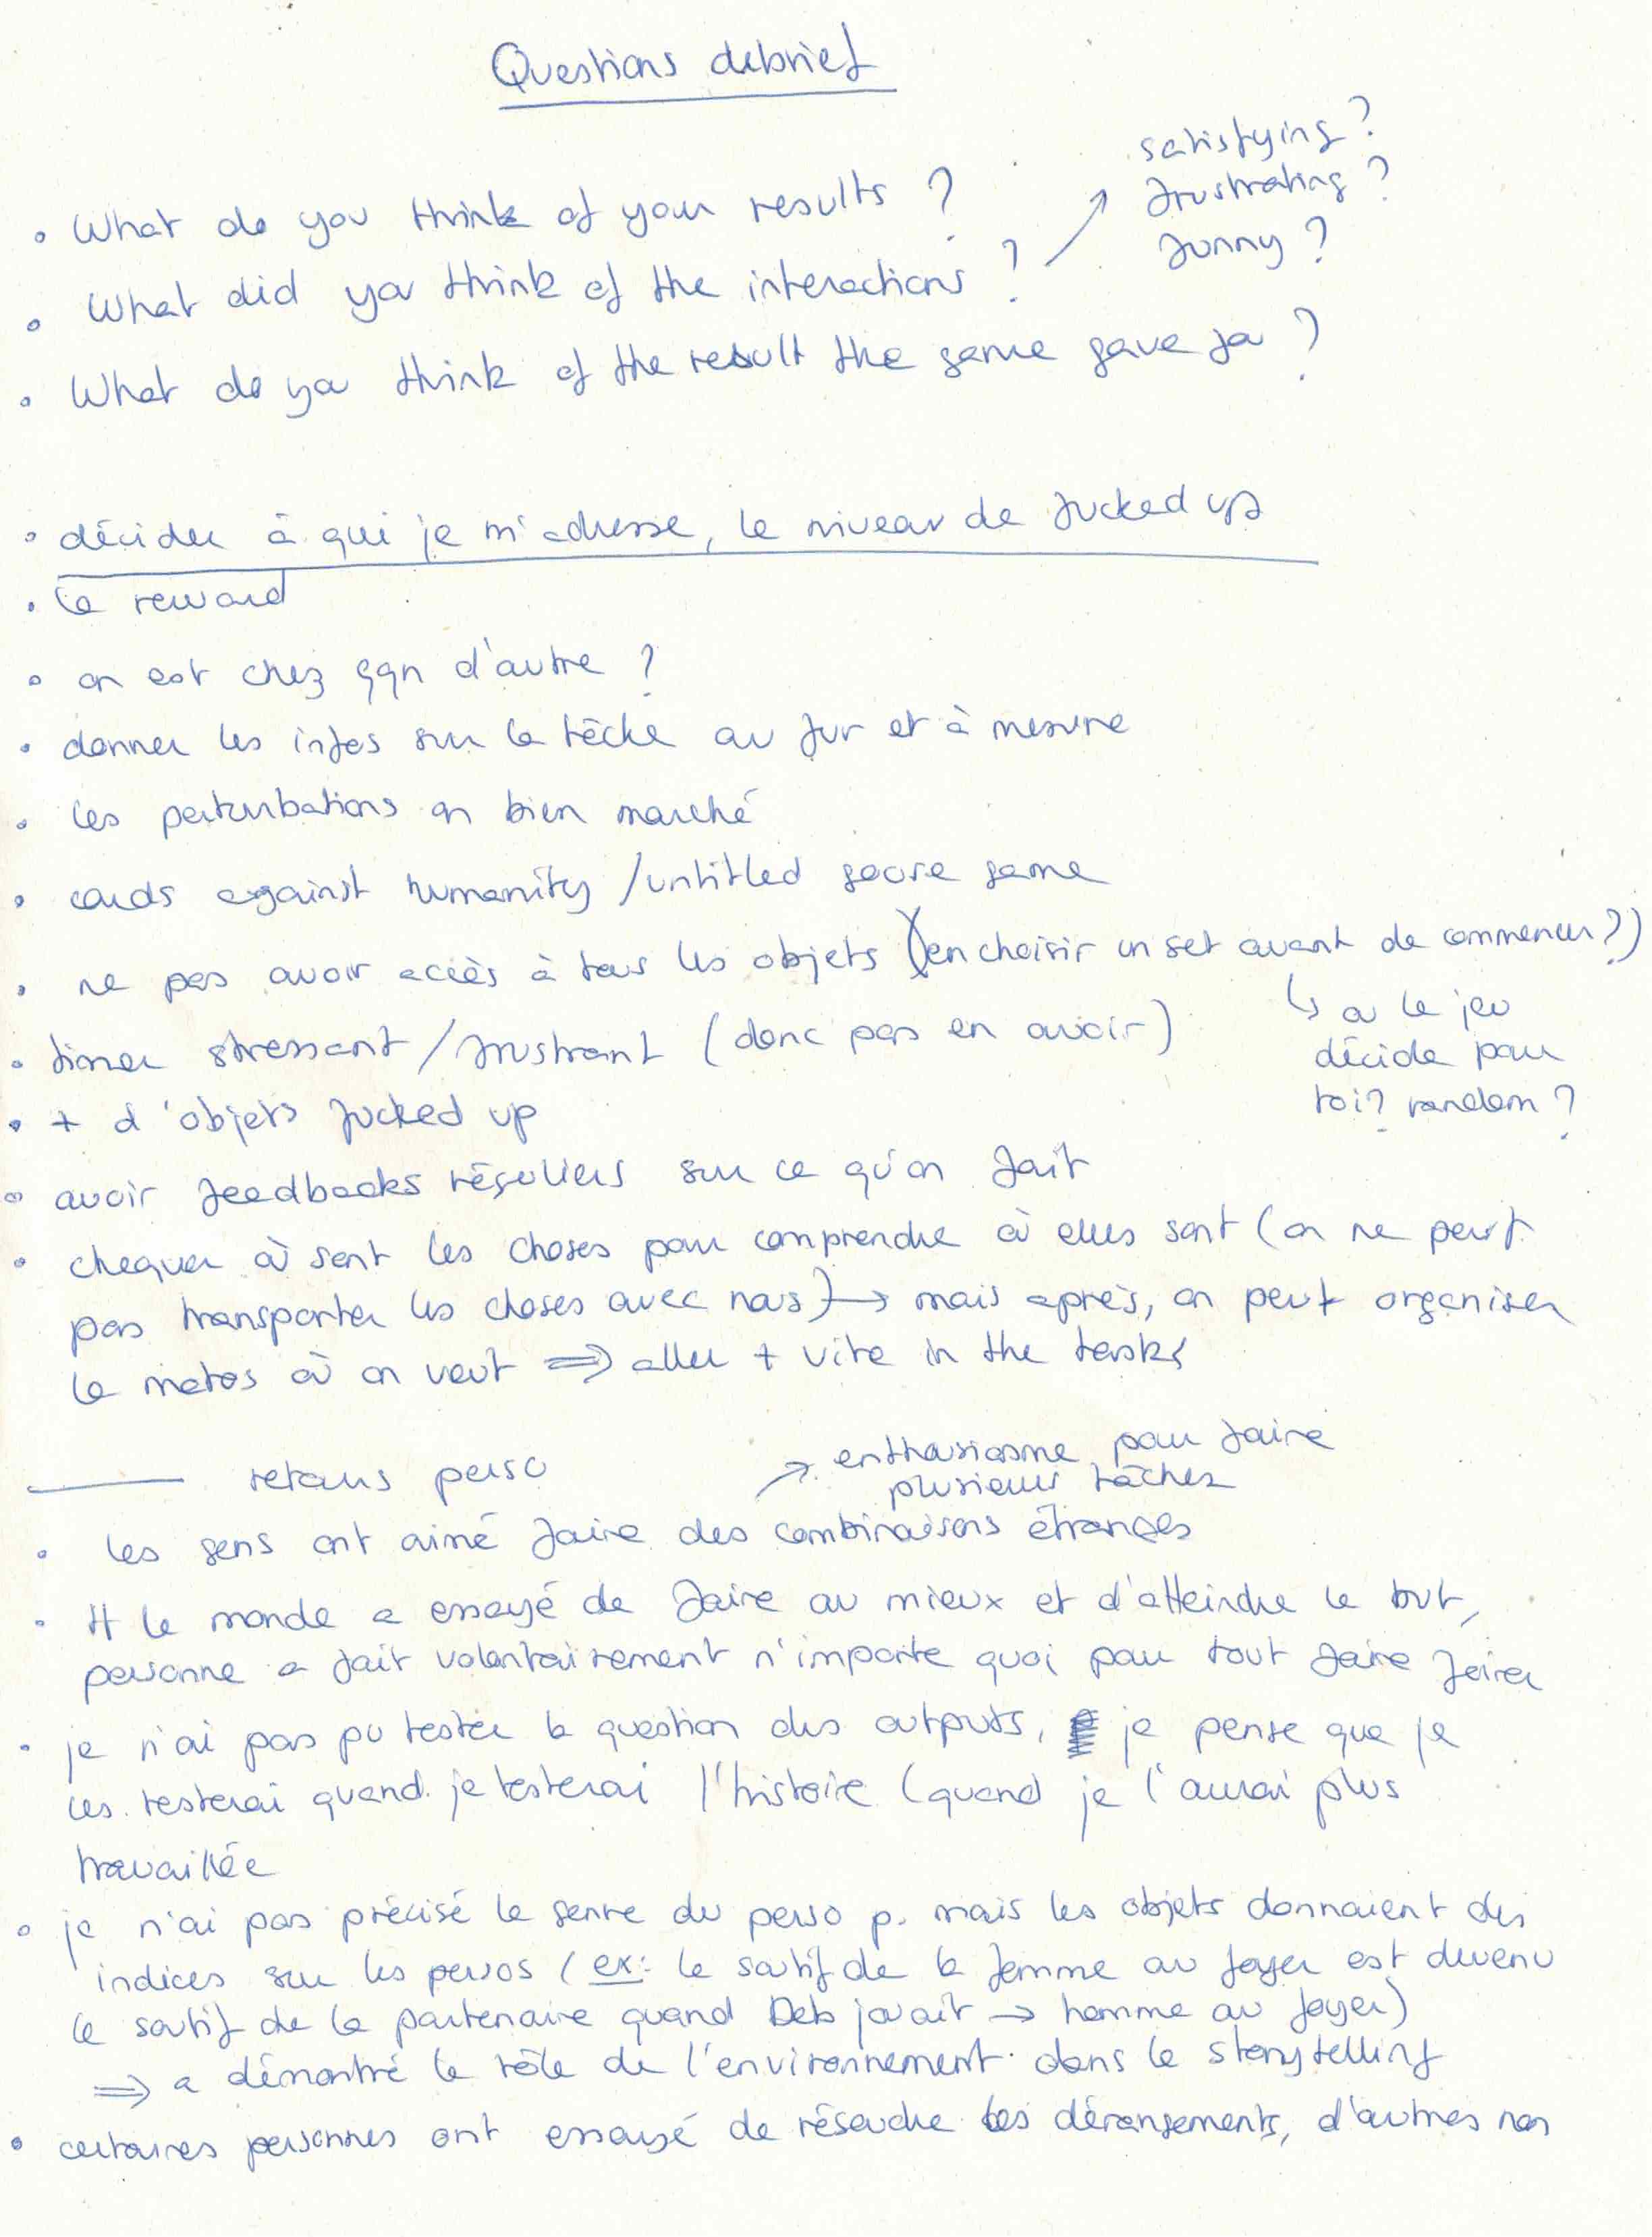 Questions debrief
• What do you think of your results ?
• What did you think of the interactions ? ↗ satisfying ?
frustrating ?
funny ?
• What do you think of the result the game gave you ?
• décider à qui je m'adresse, le niveau de fucked up
• le reward
• on est chez qqn d'autre ?
• donner les infos sur la tâche au fur et à mesure
• les perturbations on bien marché
• cards against humanity / untitled goose game
• ne pas avoir accès à tous les objets (en choisir un set avant de commencer ?)
↳ ou le jeu
décide pour
toi ? random ?
• timer stressant / frustrant (donc pas en avoir)
• + d'objets fucked up
• avoir feedbacks réguliers sur ce qu'on fait
• chequer où sont les choses pour comprendre où elles sont (on ne peut
pas transporter les choses avec nous) → mais après, on peut organiser
le matos où on veut ⇒ aller + vite in the tasks
—— retours perso
↗ enthousiasme pour faire
plusieurs tâches
• les gens ont aimé faire des combinaisons étranges
• tt le monde a essayé de faire au mieux et d'atteindre le but,
personne a fait volontairement n'importe quoi pour tout faire foirer
• je n'ai pas pu tester la question des outputs, je pense que je
les testerai quand je testerai l'histoire (quand je l'aurai plus
travaillée
• je n'ai pas précisé le genre du perso p. mais les objets donnaient des
indices sur les persos (ex: le soutif de la femme au foyer est devenu
le soutif de la partenaire quand Deb jouait → homme au foyer)
⇒ a démontré le rôle de l'environnement dans le storytelling
• certaines personnes ont essayé de résoudre les dérangements, d'autres non